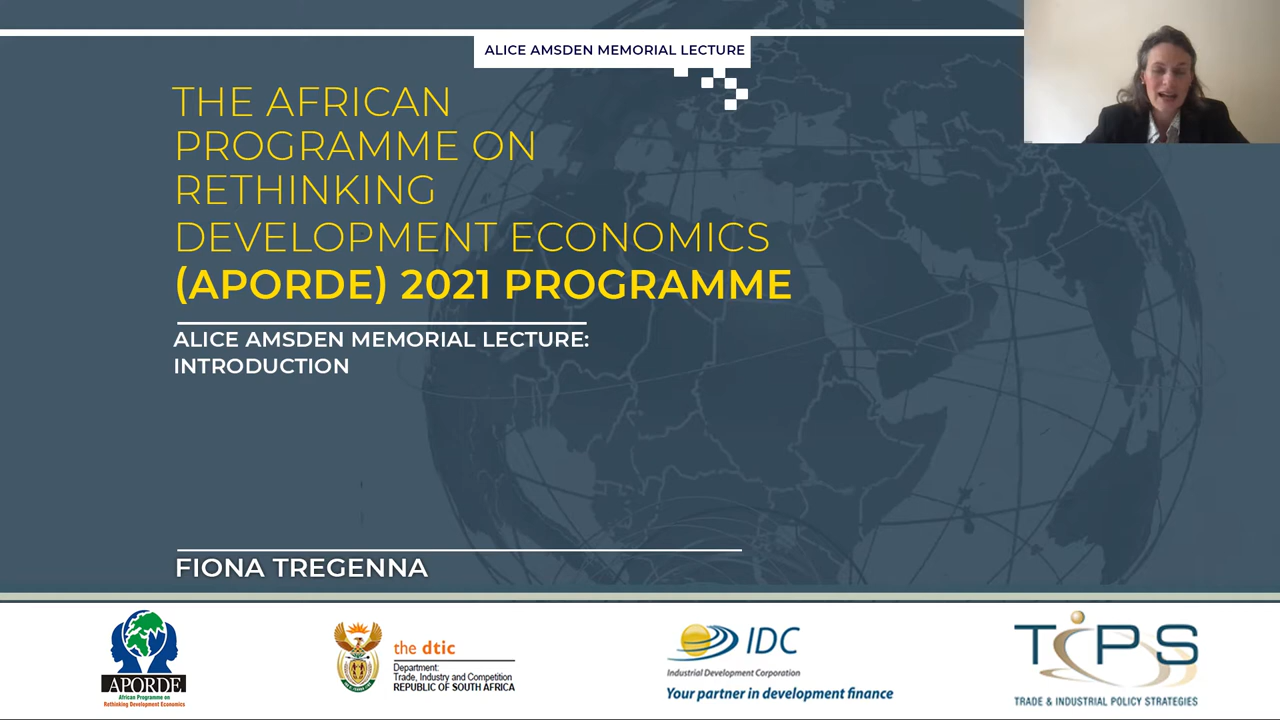 ALICE AMSDEN MEMORIAL LECTURE
THE AFRICAN
PROGRAMME ON
RETHINKING
DEVELOPMENT ECONOMICS
(APORDE) 2021 PROGRAMME
ALICE AMSDEN MEMORIAL LECTURE:
INTRODUCTION
FIONA TREGENNA
APORDE
African Programme on
Rethinking Development Economics
the dtic
Department:
Trade, Industry and Competition
REPUBLIC OF SOUTH AFRICA
IDC
Industrial Development Corporation
Your partner in development finance
TIPS
TRADE & INDUSTRIAL POLICY STRATEGIES